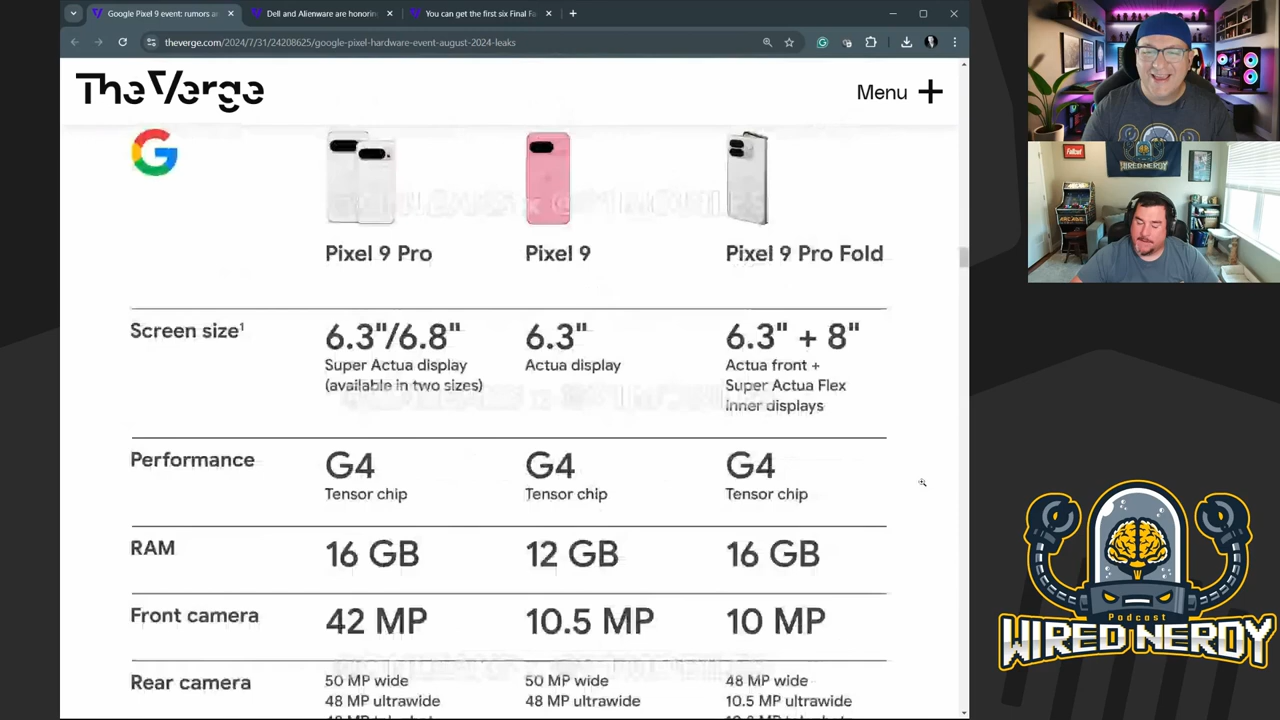 Google Pixel 9 event: rumors a
Dell and Alienware are honorin
You can get the first six Final Fa
theverge.com/2024/7/31/24208625/google-pixel-hardware-event-august-2024-leaks
The Verge
Menu
Pixel 9 Pro
Pixel 9
Pixel 9 Pro Fold
Screen size¹
6.3"/6.8"
Super Actua display
(available in two sizes)
6.3"
Actua display
6.3" + 8"
Actua front +
Super Actua Flex
inner displays
Performance
G4
Tensor chip
G4
Tensor chip
G4
Tensor chip
RAM
16 GB
12 GB
16 GB
Front camera
42 MP
10.5 MP
10 MP
Rear camera
50 MP wide
48 MP ultrawide
50 MP wide
48 MP ultrawide
48 MP wide
10.5 MP ultrawide
Fallout
WIRED NERDY
ARCADE
Podcast
WIRED NERDY